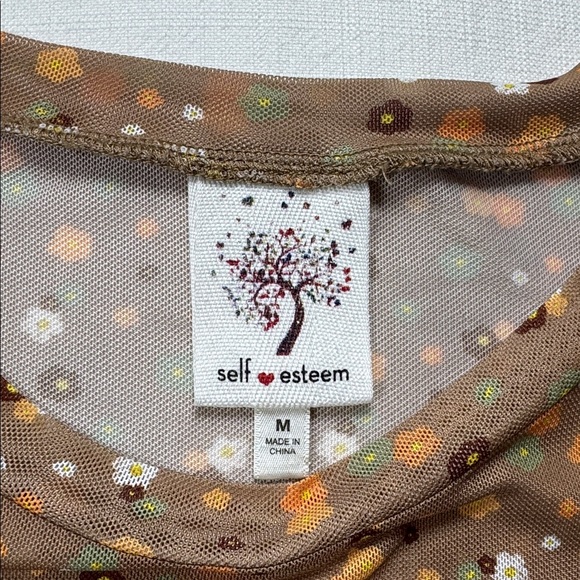 self ❤ esteem
M
MADE IN
CHINA